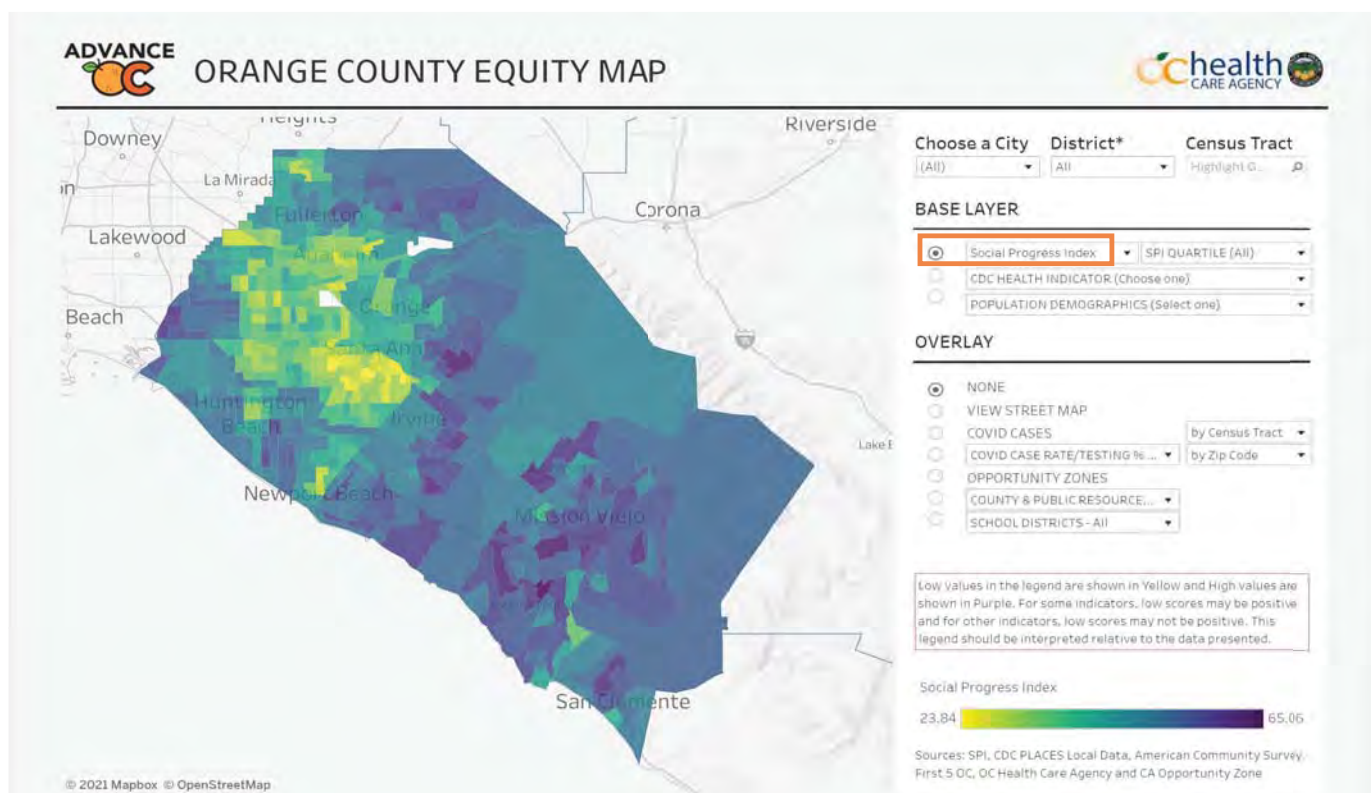 ADVANCE
OC
ORANGE COUNTY EQUITY MAP
OC health
CARE AGENCY
Heights
Downey
Riverside
La Mirada
Corona
Fullerton
Lakewood
Anaheim
Orange
Beach
Santa Ana
Huntington
Beach
Irvine
Lake E
Newport Beach
Mission Viejo
San Clemente
© 2021 Mapbox © OpenStreetMap
Choose a City District* Census Tract
(All) All Highlight G...
BASE LAYER
Social Progress Index SPI QUARTILE (All)
CDC HEALTH INDICATOR (Choose one)
POPULATION DEMOGRAPHICS (Select one)
OVERLAY
NONE
VIEW STREET MAP
COVID CASES by Census Tract
COVID CASE RATE/TESTING % ... by Zip Code
OPPORTUNITY ZONES
COUNTY & PUBLIC RESOURCE...
SCHOOL DISTRICTS - All
Low values in the legend are shown in Yellow and High values are
shown in Purple. For some indicators, low scores may be positive
and for other indicators, low scores may not be positive. This
legend should be interpreted relative to the data presented.
Social Progress Index
23.84 65.06
Sources: SPI, CDC PLACES Local Data, American Community Survey,
First 5 OC, OC Health Care Agency and CA Opportunity Zone